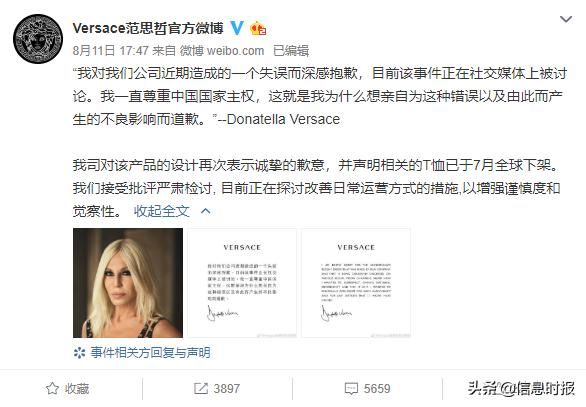 Versace范思哲官方微博
8月11日 17:47 来自 微博 weibo.com 已编辑
“我对我们公司近期造成的一个失误而深感抱歉，目前该事件正在社交媒体上被讨
论。我一直尊重中国国家主权，这就是我为什么想亲自为这种错误以及由此而产
生的不良影响而道歉。”--Donatella Versace
我司对该产品的设计再次表示诚挚的歉意，并声明相关的T恤已于7月全球下架。
我们接受批评严肃检讨, 目前正在探讨改善日常运营方式的措施,以增强谨慎度和
觉察性。 收起全文
VERSACE
VERSACE
事件相关方回复与声明
收藏
3897
5659
头条@信息时报